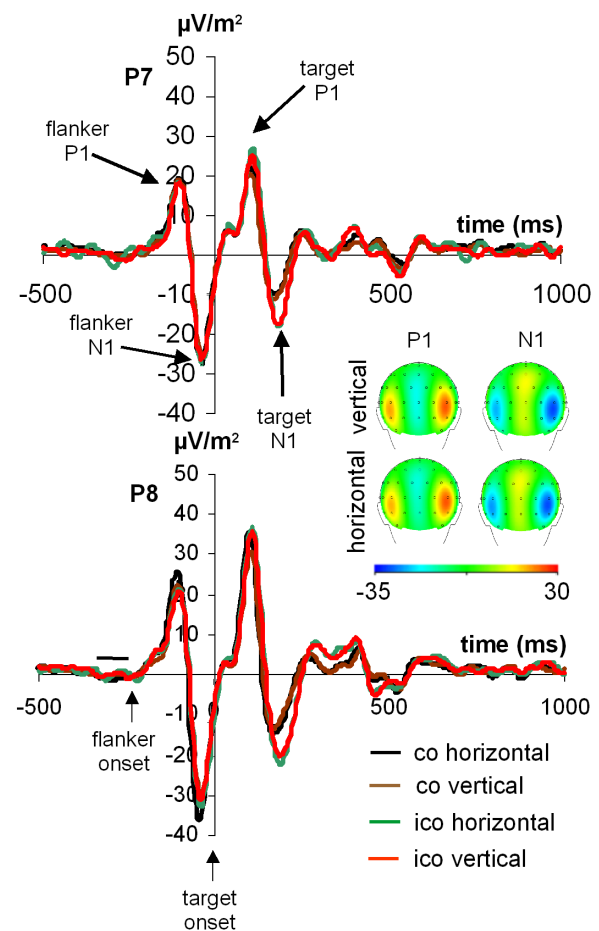 µV/m²
50
P7
40
target
P1
30
flanker
P1
20
10
time (ms)
-500
-10
500
1000
flanker
N1
-20
-30
-40
target
N1
P1
N1
vertical
horizontal
-35
30
µV/m²
50
P8
40
30
20
10
time (ms)
-500
-10
0
500
1000
flanker
onset
-20
-30
-40
co horizontal
co vertical
ico horizontal
ico vertical
target
onset